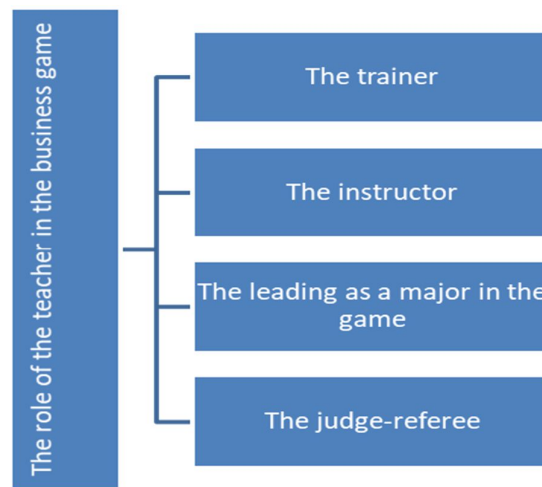 The role of the teacher in the business game
The trainer
The instructor
The leading as a major in the
game
The judge-referee